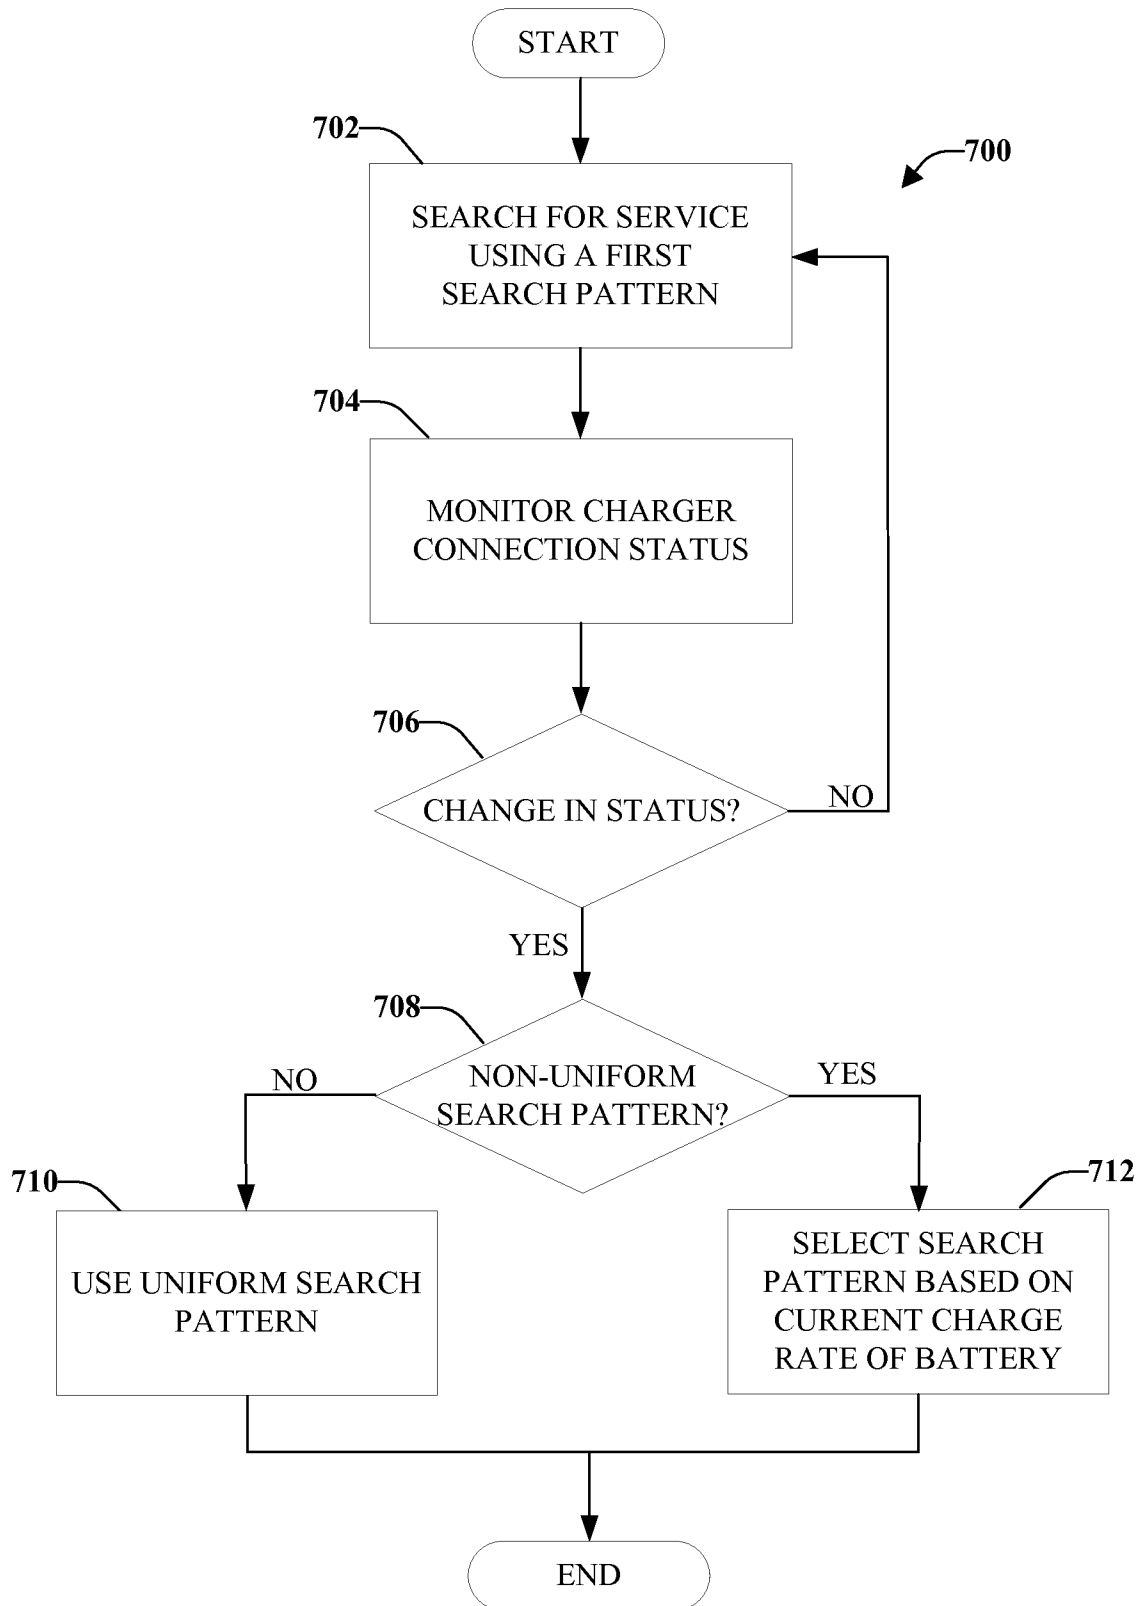 START
702
700
SEARCH FOR SERVICE
USING A FIRST
SEARCH PATTERN
704
MONITOR CHARGER
CONNECTION STATUS
706
CHANGE IN STATUS?
NO
YES
708
NON-UNIFORM
SEARCH PATTERN?
NO
YES
710
USE UNIFORM SEARCH
PATTERN
712
SELECT SEARCH
PATTERN BASED ON
CURRENT CHARGE
RATE OF BATTERY
END